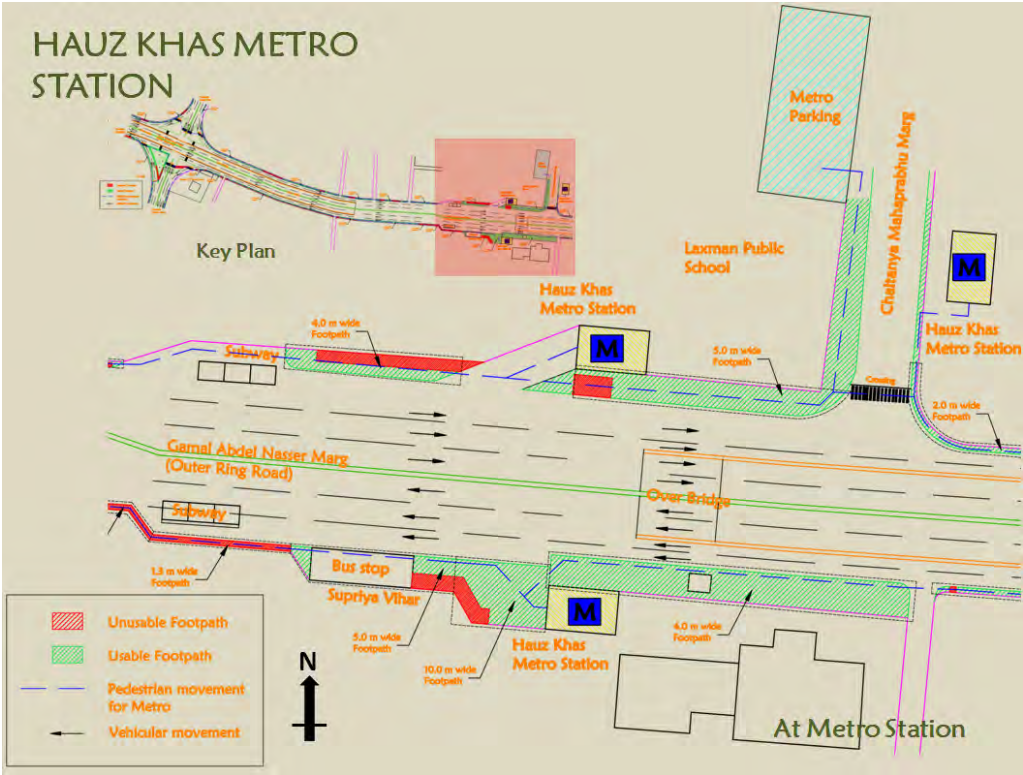 HAUZ KHAS METRO
STATION
Key Plan
Metro
Parking
Chaitanya Mahaprabhu Marg
Laxman Public
School
M
Hauz Khas
Metro Station
Hauz Khas
Metro Station
M
4.0 m wide
Footpath
Subway
5.0 m wide
Footpath
Crossing
2.0 m wide
Footpath
Gamal Abdel Nasser Marg
(Outer Ring Road)
Over Bridge
Subway
1.5 m wide
Footpath
Bus stop
Supriya Vihar
5.0 m wide
Footpath
10.0 m wide
Footpath
M
Hauz Khas
Metro Station
4.0 m wide
Footpath
Unusable Footpath
Usable Footpath
Pedestrian movement
for Metro
Vehicular movement
N
At Metro Station